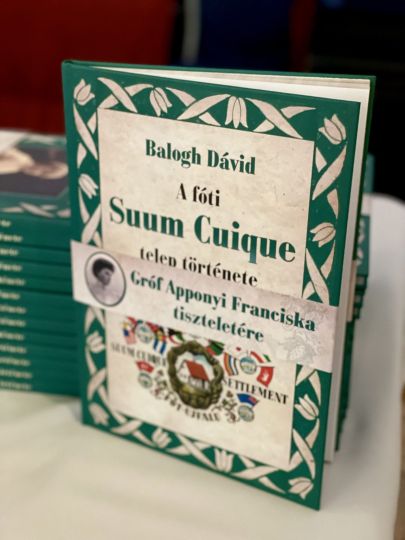 Balogh Dávid
A fóti
Suum Cuique
telep története
Gróf Apponyi Franciska
tiszteletére
SUUM CUIQUE
SETTLEMENT